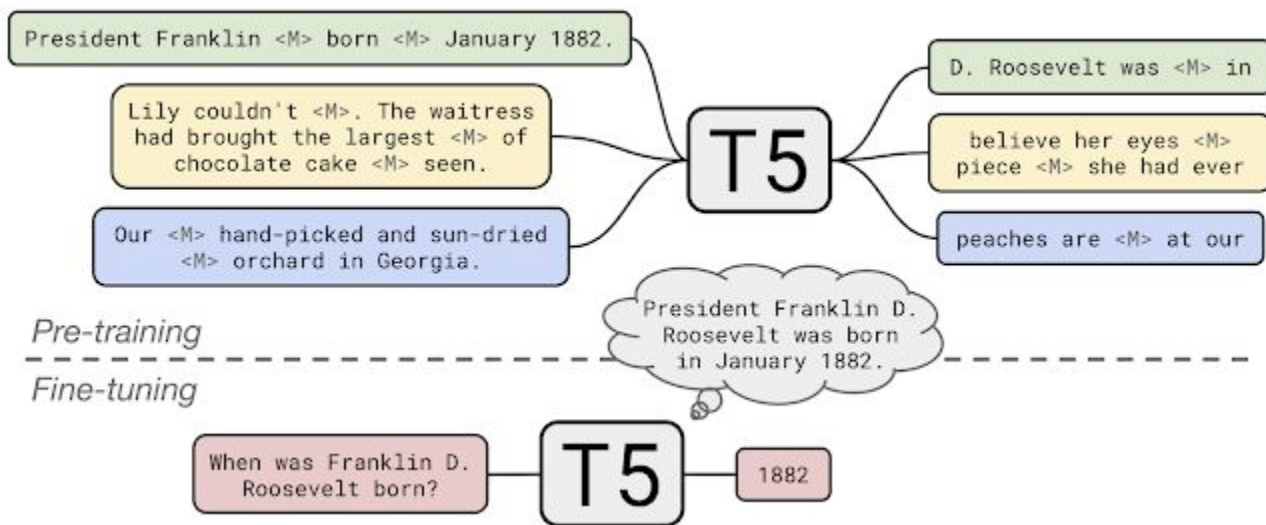 President Franklin <M> born <M> January 1882.
Lily couldn't <M>. The waitress
had brought the largest <M> of
chocolate cake <M> seen.
Our <M> hand-picked and sun-dried
<M> orchard in Georgia.
T5
D. Roosevelt was <M> in
believe her eyes <M>
piece <M> she had ever
peaches are <M> at our
Pre-training
President Franklin D.
Roosevelt was born
in January 1882.
Fine-tuning
When was Franklin D.
Roosevelt born?
T5
1882